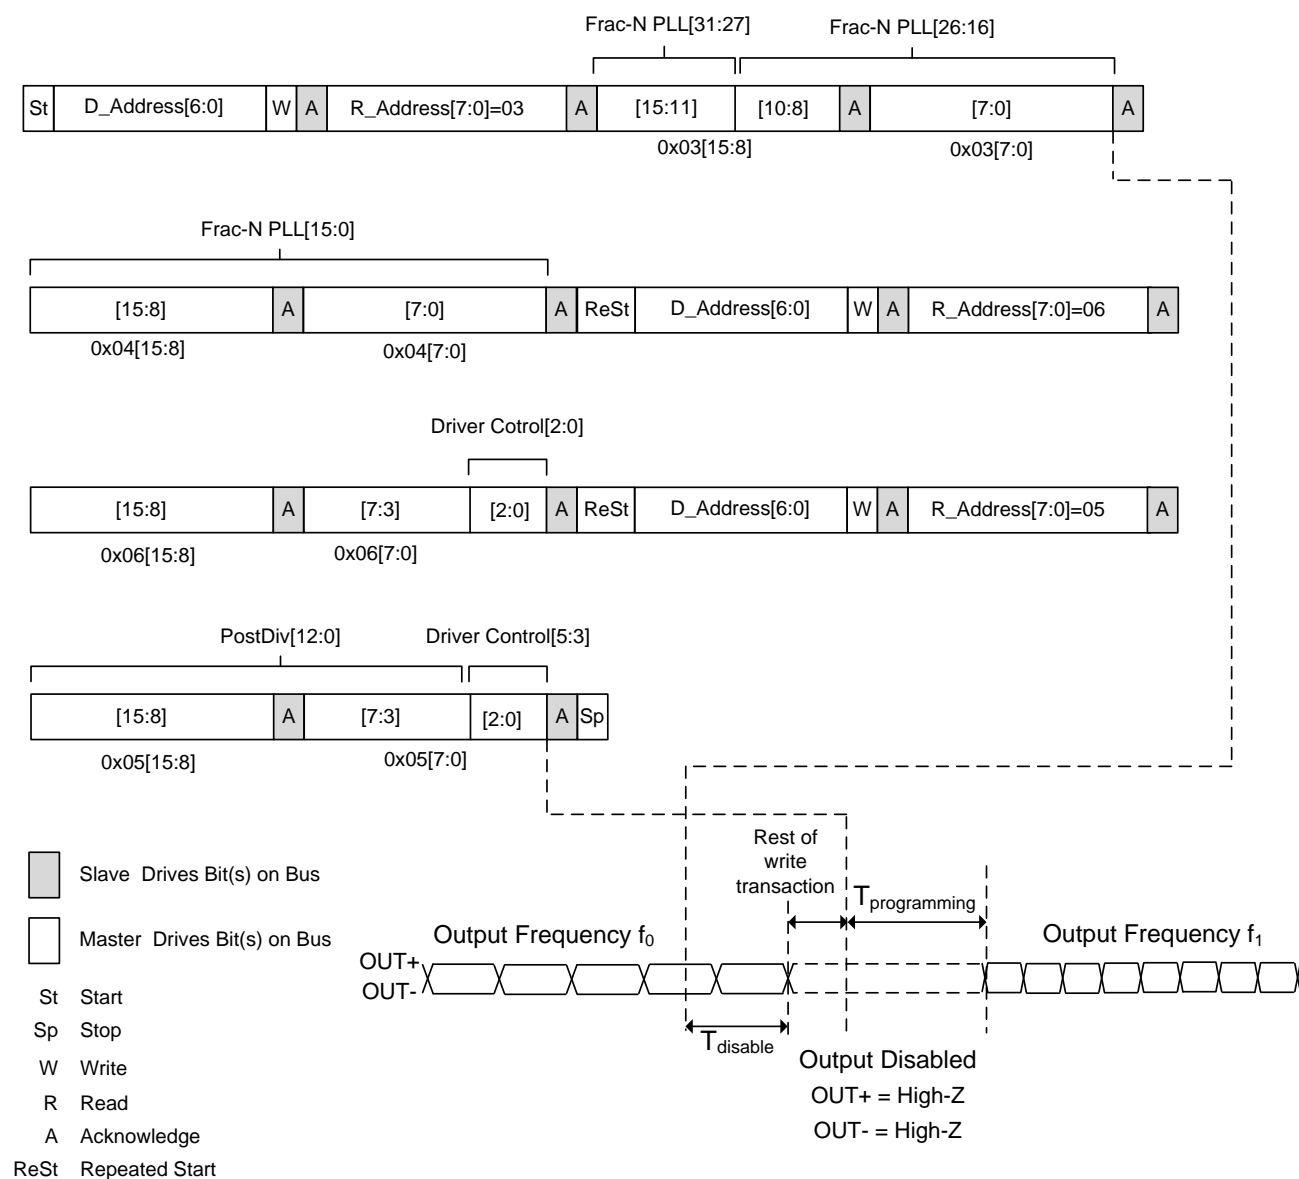 Frac-N PLL[31:27] Frac-N PLL[26:16]
St D_Address[6:0] W A R_Address[7:0]=03 A [15:11] [10:8] A [7:0] A
0x03[15:8] 0x03[7:0]
Frac-N PLL[15:0]
[15:8] A [7:0] A ReSt D_Address[6:0] W A R_Address[7:0]=06 A
0x04[15:8] 0x04[7:0]
Driver Cotrol[2:0]
[15:8] A [7:3] [2:0] A ReSt D_Address[6:0] W A R_Address[7:0]=05 A
0x06[15:8] 0x06[7:0]
PostDiv[12:0] Driver Control[5:3]
[15:8] A [7:3] [2:0] A Sp
0x05[15:8] 0x05[7:0]
Slave Drives Bit(s) on Bus
Master Drives Bit(s) on Bus
St Start
Sp Stop
W Write
R Read
A Acknowledge
ReSt Repeated Start
Rest of
write
transaction
Tprogramming
Output Frequency f0
Output Frequency f1
OUT+
OUT-
Tdisable
Output Disabled
OUT+ = High-Z
OUT- = High-Z